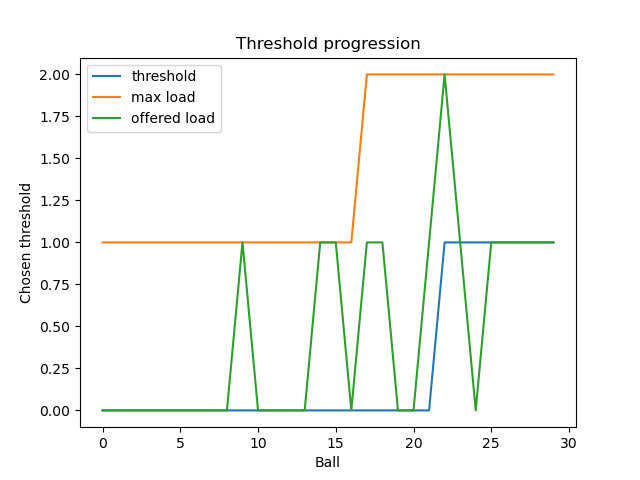 Threshold progression
threshold
max load
offered load
2.00
1.75
1.50
1.25
1.00
0.75
0.50
0.25
0.00
Chosen threshold
0 5 10 15 20 25 30
Ball